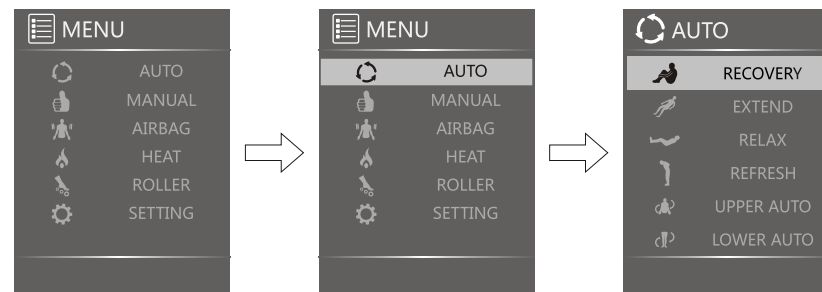 MENU
AUTO
MANUAL
AIRBAG
HEAT
ROLLER
SETTING
MENU
AUTO
MANUAL
AIRBAG
HEAT
ROLLER
SETTING
AUTO
RECOVERY
EXTEND
RELAX
REFRESH
UPPER AUTO
LOWER AUTO